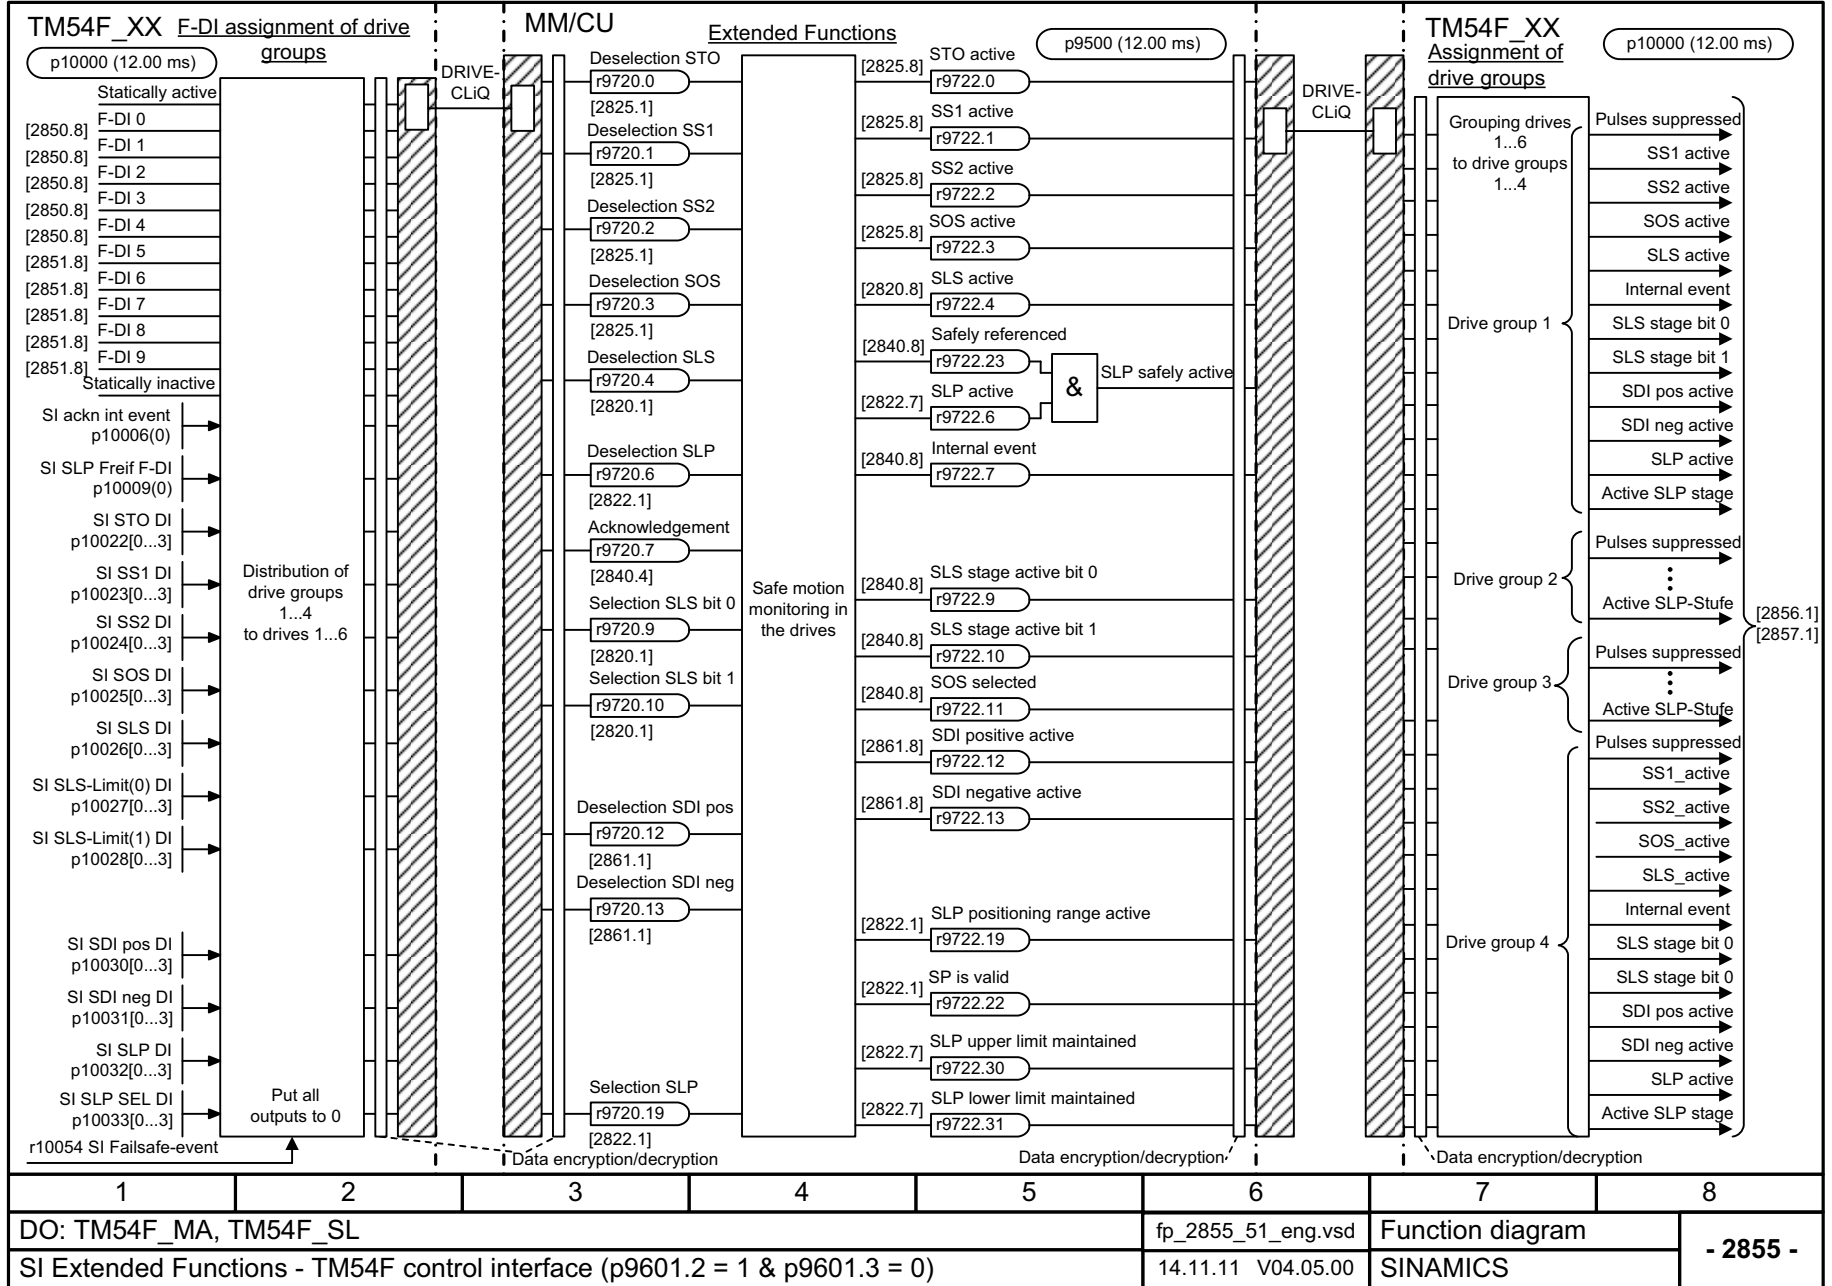 TM54F_XX
F-DI assignment of drive
groups
p10000 (12.00 ms)
Statically active
F-DI 0
[2850.8]
F-DI 1
[2850.8]
F-DI 2
[2850.8]
F-DI 3
[2850.8]
F-DI 4
[2850.8]
F-DI 5
[2851.8]
F-DI 6
[2851.8]
F-DI 7
[2851.8]
F-DI 8
[2851.8]
F-DI 9
[2851.8]
Statically inactive
SI ackn int event
p10006(0)
SI SLP Freif F-DI
p10009(0)
SI STO DI
p10022[0...3]
SI SS1 DI
p10023[0...3]
SI SS2 DI
p10024[0...3]
SI SOS DI
p10025[0...3]
SI SLS DI
p10026[0...3]
SI SLS-Limit(0) DI
p10027[0...3]
SI SLS-Limit(1) DI
p10028[0...3]
SI SDI pos DI
p10030[0...3]
SI SDI neg DI
p10031[0...3]
SI SLP DI
p10032[0...3]
SI SLP SEL DI
p10033[0...3]
r10054 SI Failsafe-event
Distribution of
drive groups
1...4
to drives 1...6
Put all
outputs to 0
DRIVE-
CLiQ
MM/CU
Extended Functions
p9500 (12.00 ms)
Deselection STO
r9720.0
[2825.1]
Deselection SS1
r9720.1
[2825.1]
Deselection SS2
r9720.2
[2825.1]
Deselection SOS
r9720.3
[2825.1]
Deselection SLS
r9720.4
[2820.1]
Deselection SLP
r9720.6
[2822.1]
Acknowledgement
r9720.7
[2840.4]
Selection SLS bit 0
r9720.9
[2820.1]
Selection SLS bit 1
r9720.10
[2820.1]
Deselection SDI pos
r9720.12
[2861.1]
Deselection SDI neg
r9720.13
[2861.1]
Selection SLP
r9720.19
[2822.1]
Data encryption/decryption
Safe motion
monitoring in
the drives
STO active
[2825.8]
r9722.0
SS1 active
[2825.8]
r9722.1
SS2 active
[2825.8]
r9722.2
SOS active
[2825.8]
r9722.3
SLS active
[2820.8]
r9722.4
Safely referenced
[2840.8]
r9722.23
SLP active
[2822.7]
r9722.6
&
SLP safely active
Internal event
[2840.8]
r9722.7
SLS stage active bit 0
[2840.8]
r9722.9
SLS stage active bit 1
[2840.8]
r9722.10
SOS selected
[2840.8]
r9722.11
SDI positive active
[2861.8]
r9722.12
SDI negative active
[2861.8]
r9722.13
SLP positioning range active
[2822.1]
r9722.19
SP is valid
[2822.1]
r9722.22
SLP upper limit maintained
[2822.7]
r9722.30
SLP lower limit maintained
[2822.7]
r9722.31
Data encryption/decryption
DRIVE-
CLiQ
TM54F_XX
Assignment of
drive groups
p10000 (12.00 ms)
Grouping drives
1...6
to drive groups
1...4
Drive group 1
Pulses suppressed
SS1 active
SS2 active
SOS active
SLS active
Internal event
SLS stage bit 0
SLS stage bit 1
SDI pos active
SDI neg active
SLP active
Active SLP stage
Drive group 2
Pulses suppressed
Active SLP-Stufe
Drive group 3
Pulses suppressed
Active SLP-Stufe
Drive group 4
Pulses suppressed
SS1_active
SS2_active
SOS_active
SLS_active
Internal event
SLS stage bit 0
SLS stage bit 0
SDI pos active
SDI neg active
SLP active
Active SLP stage
[2856.1]
[2857.1]
Data encryption/decryption
1 2 3 4 5 6 7 8
DO: TM54F_MA, TM54F_SL
fp_2855_51_eng.vsd
Function diagram
- 2855 -
SI Extended Functions - TM54F control interface (p9601.2 = 1 & p9601.3 = 0)
14.11.11 V04.05.00
SINAMICS